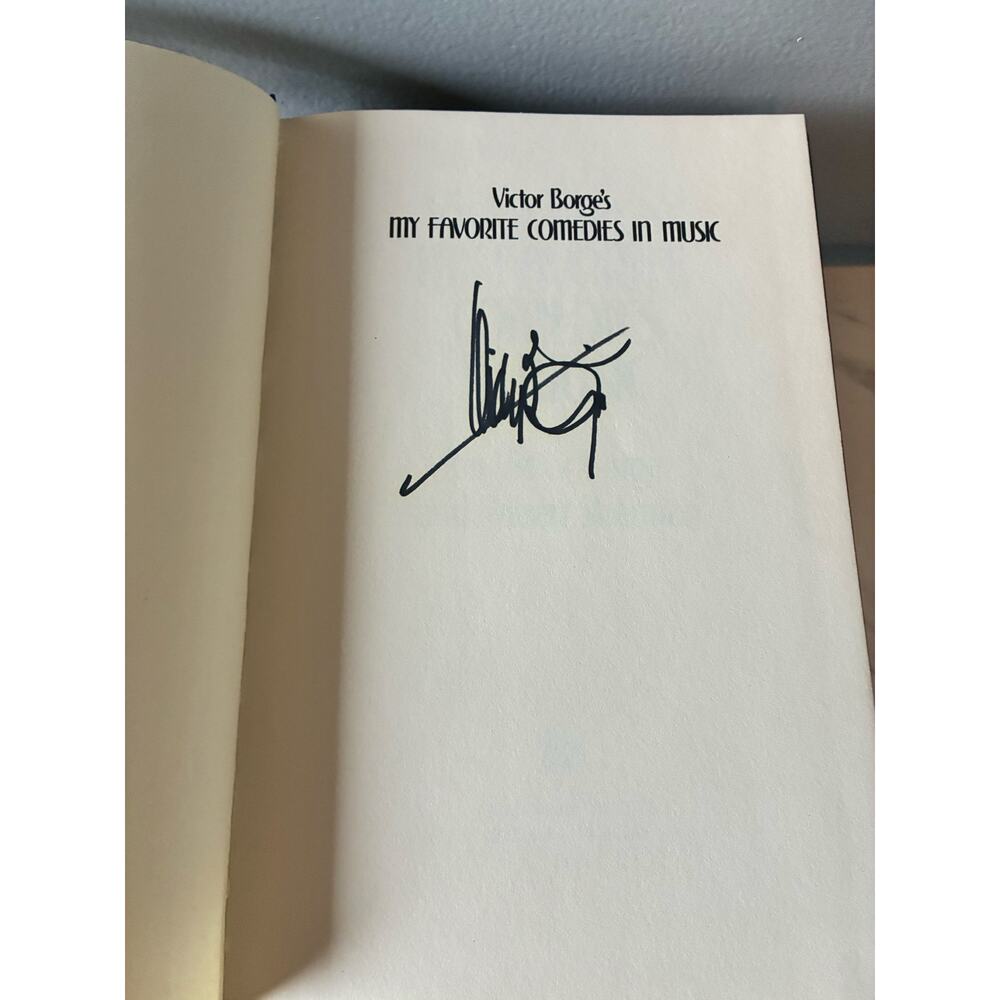 Victor Borge's
MY FAVORITE COMEDIES IN MUSIC